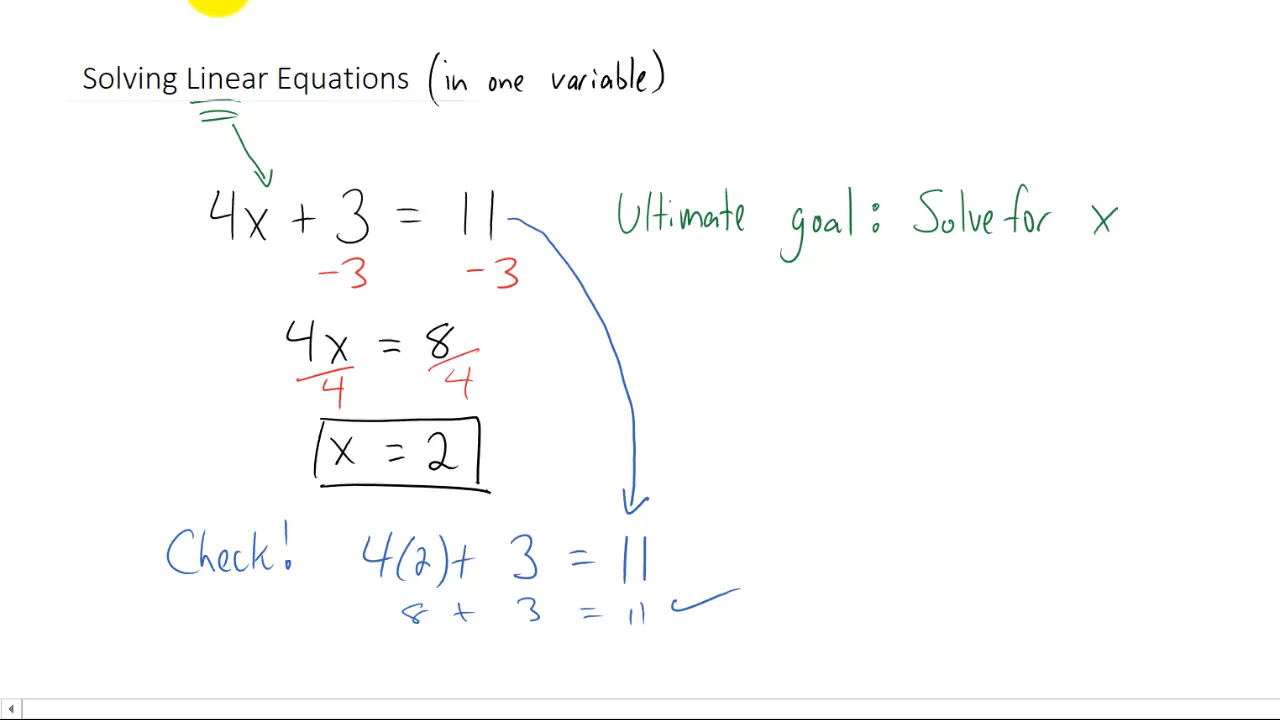 Solving Linear Equations (in one variable)
4x + 3 = 11 Ultimate goal: Solve for x
-3 -3
4x = 8
4 4
x = 2
Check! 4(2) + 3 = 11
8 + 3 = 11 ✓